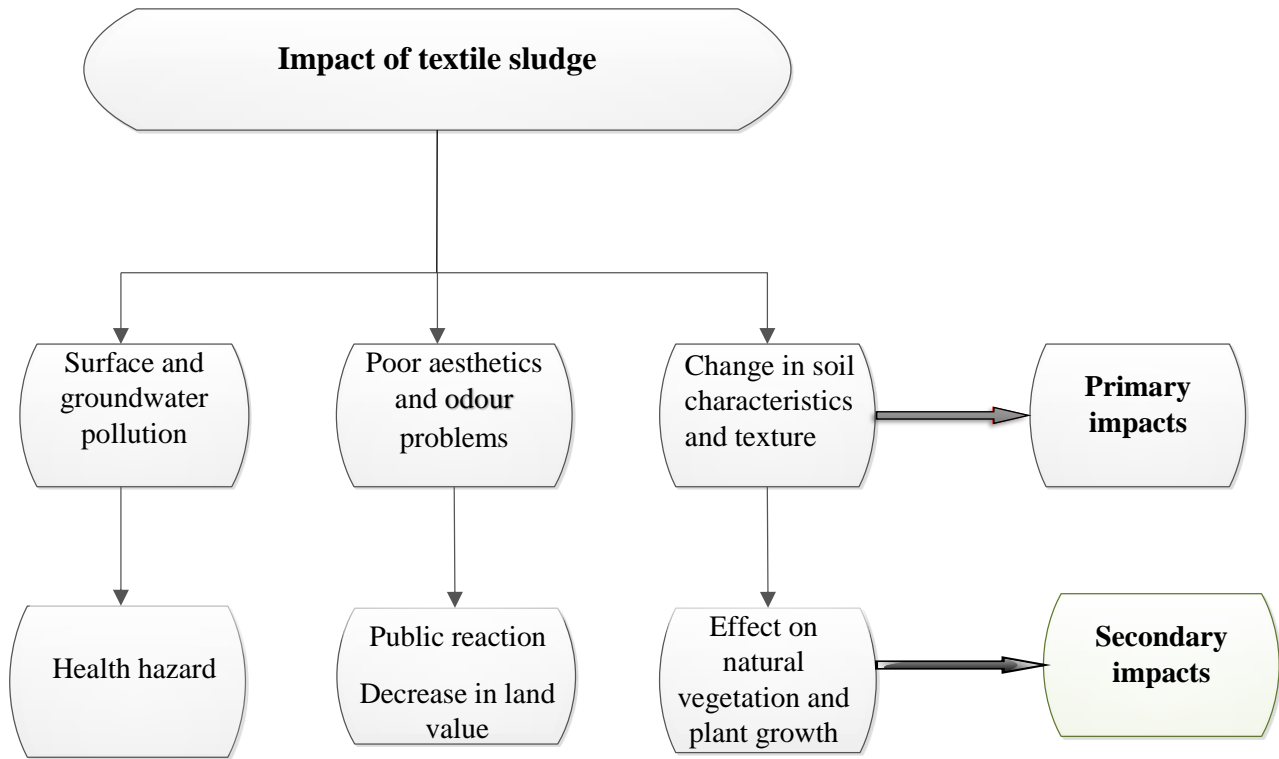 Impact of textile sludge
Surface and
groundwater
pollution
Poor aesthetics
and odour
problems
Change in soil
characteristics
and texture
Primary
impacts
Health hazard
Public reaction
Decrease in land
value
Effect on
natural
vegetation and
plant growth
Secondary
impacts